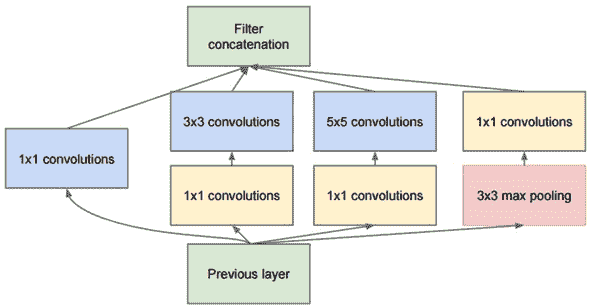 Filter
concatenation
3x3 convolutions
5x5 convolutions
1x1 convolutions
1x1 convolutions
1x1 convolutions
1x1 convolutions
3x3 max pooling
Previous layer